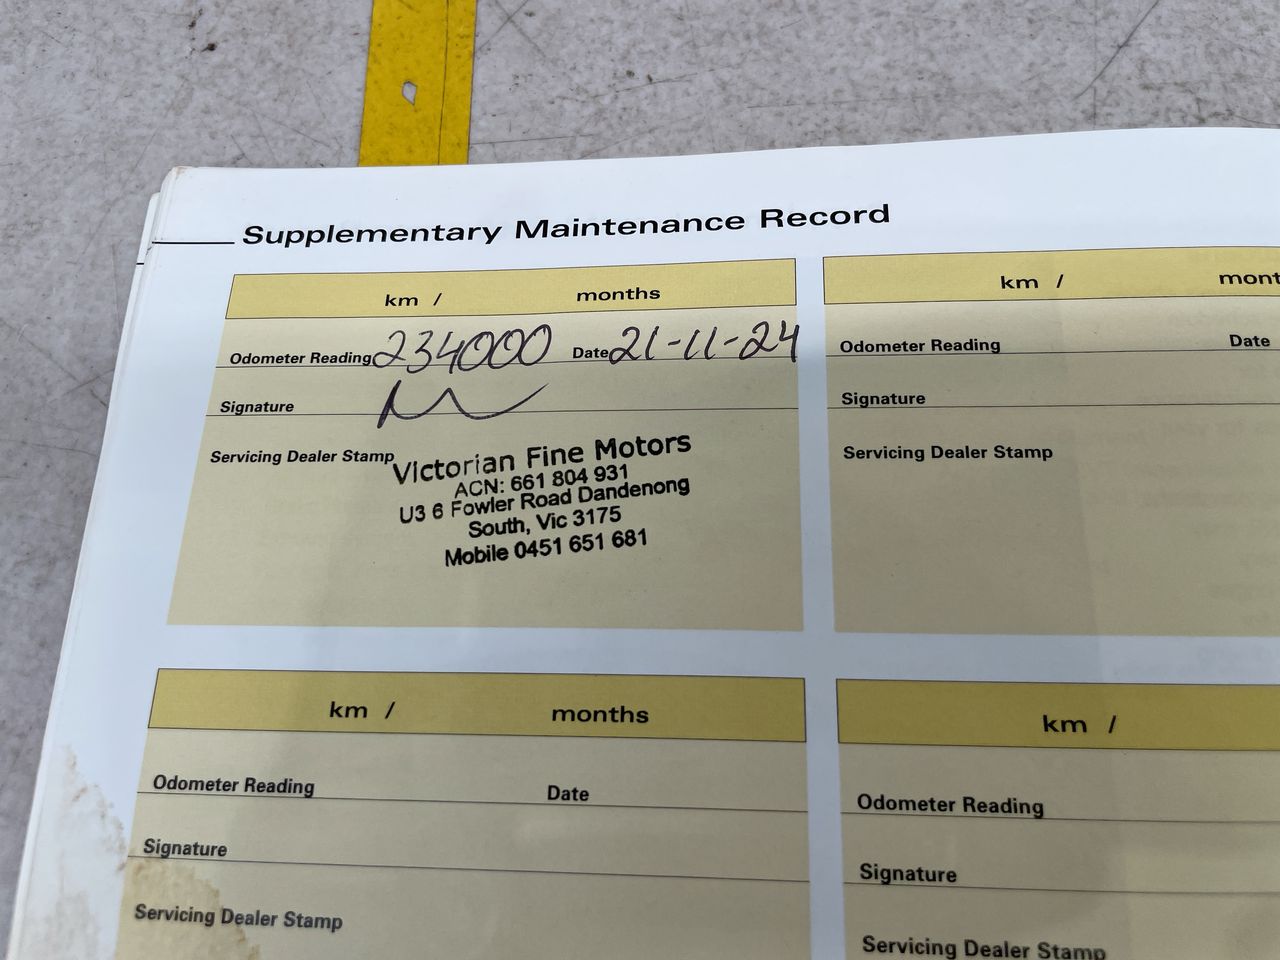 Supplementary Maintenance Record
km / months
Odometer Reading 234000 Date 21-11-24
Signature
Servicing Dealer Stamp
Victorian Fine Motors
ACN: 661 804 931
U3 6 Fowler Road Dandenong
South, Vic 3175
Mobile 0451 651 681
km / mont
Odometer Reading Date
Signature
Servicing Dealer Stamp
km / months
Odometer Reading Date
Signature
Servicing Dealer Stamp
km /
Odometer Reading
Signature
Servicing Dealer Stamp